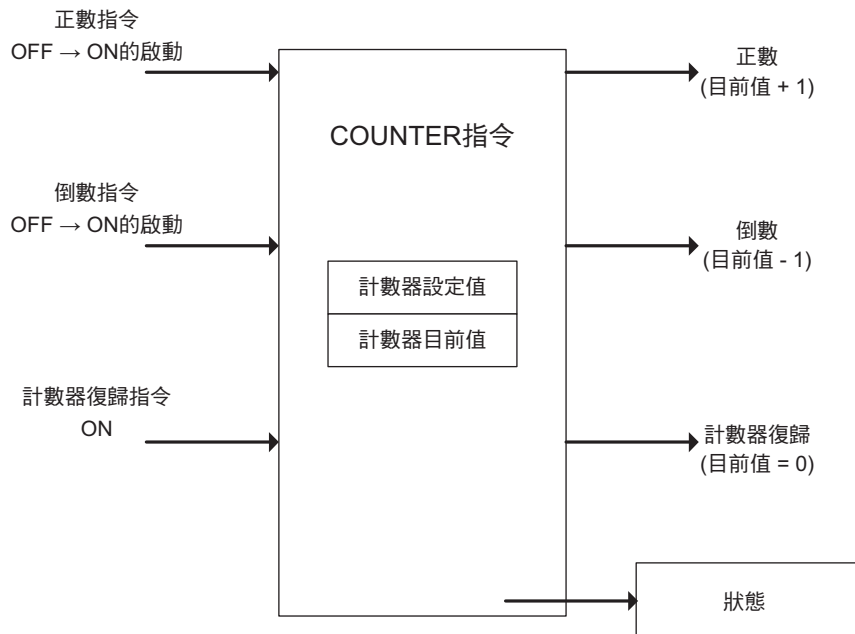 正數指令
OFF → ON的啟動
正數
(目前值 + 1)
COUNTER指令
倒數指令
OFF → ON的啟動
倒數
(目前值 - 1)
計數器設定值
計數器目前值
計數器復歸指令
ON
計數器復歸
(目前值 = 0)
狀態